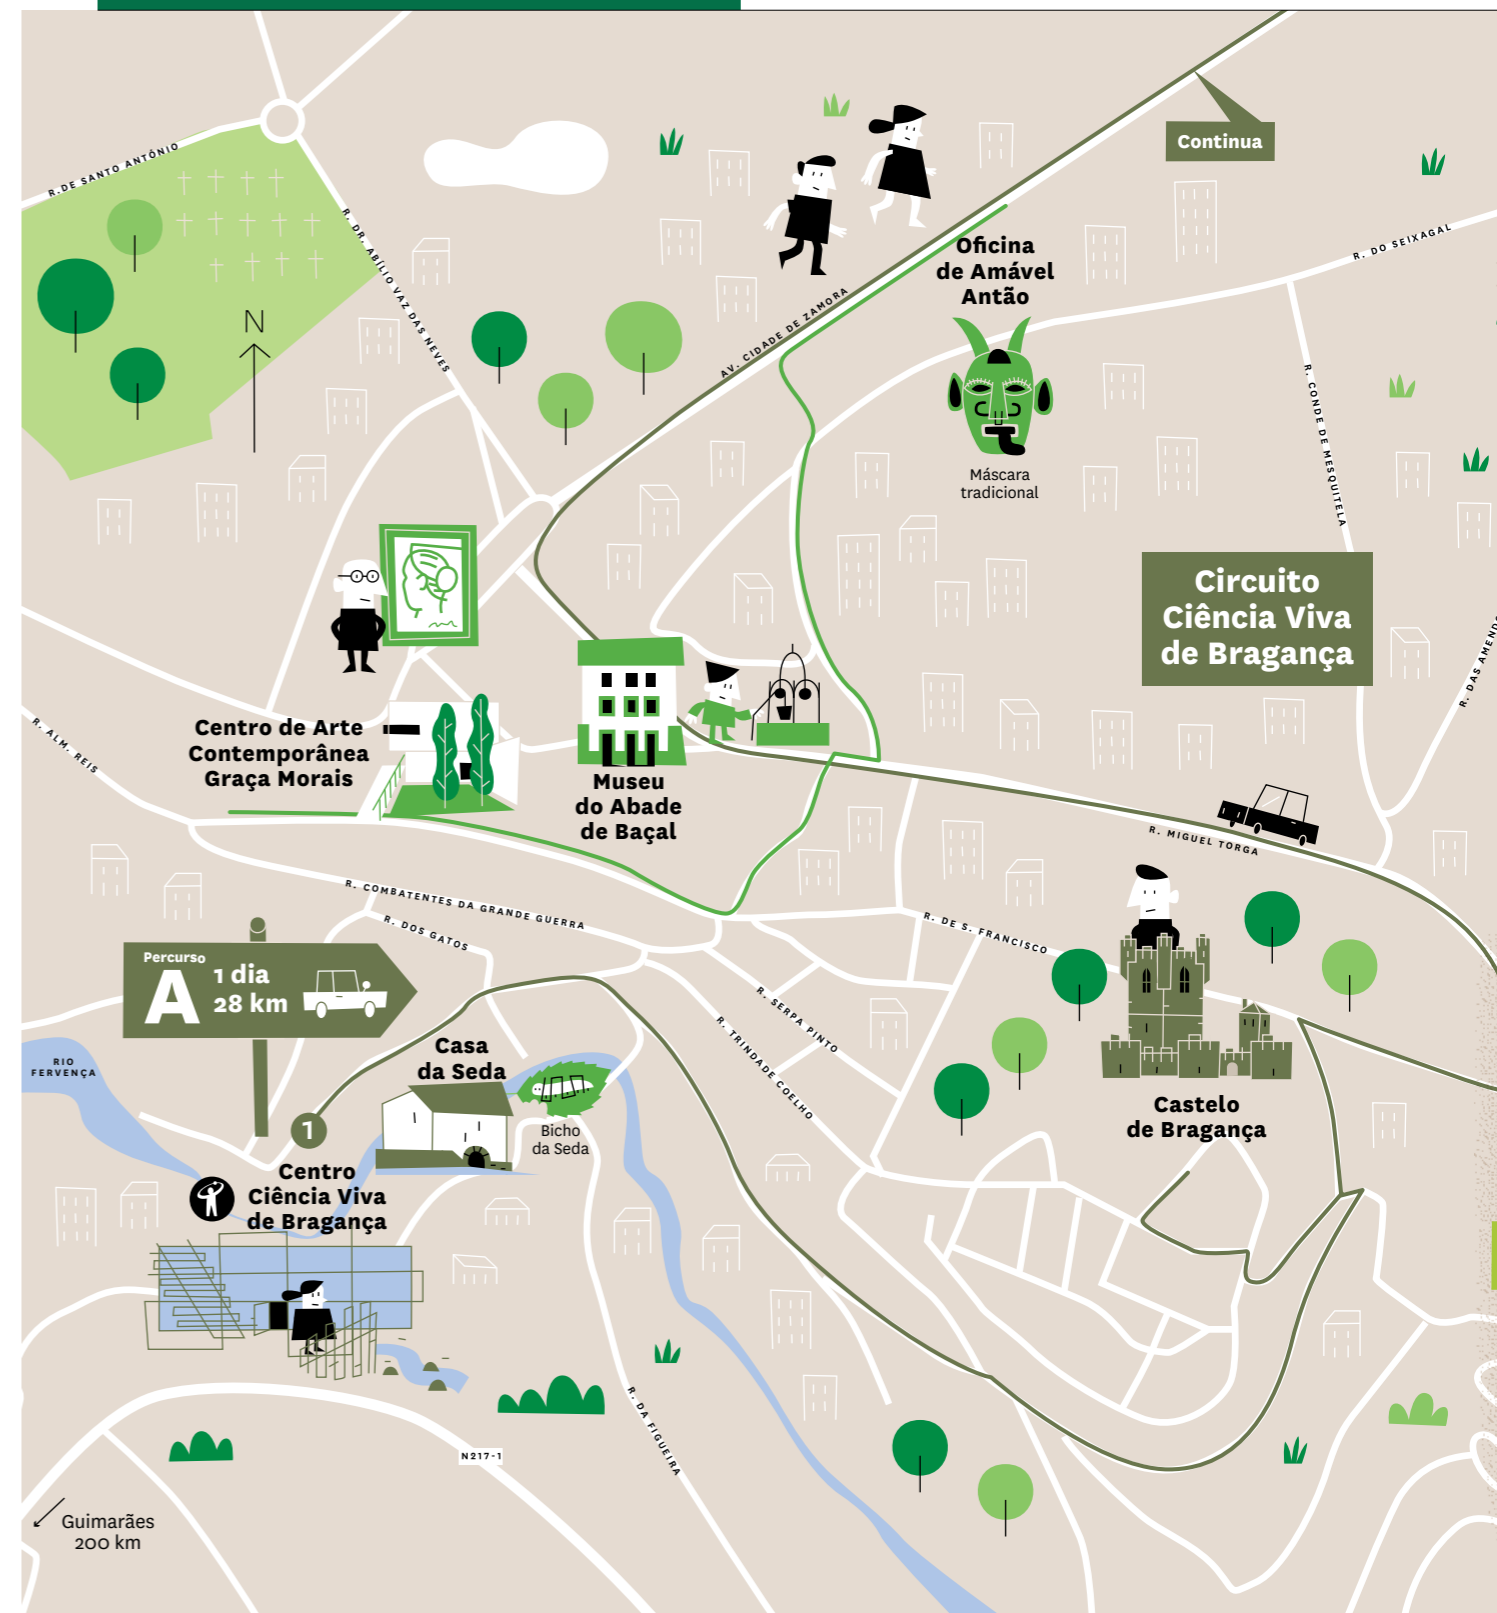 R. DE SANTO ANTÓNIO
R. DR. ABÍLIO VAZ DAS NEVES
N
Continua
R. DO SEIXAGAL
AV. CIDADE DE ZAMORA
Oficina
de Amável
Antão
Máscara
tradicional
R. CONDE DE MESQUITELA
Circuito
Ciência Viva
de Bragança
R. DAS AMEND
R. ALM. REIS
Centro de Arte
Contemporânea
Graça Morais
Museu
do Abade
de Baçal
R. MIGUEL TORGA
R. COMBATENTES DA GRANDE GUERRA
R. DOS GATOS
R. DE S. FRANCISCO
Percurso
A
1 dia
28 km
R. SERPA PINTO
R. TRINDADE COELHO
RIO
FERVENÇA
Casa
da Seda
Bicho
da Seda
Castelo
de Bragança
1
Centro
Ciência Viva
de Bragança
R. DA FIGUEIRA
N217-1
Guimarães
200 km